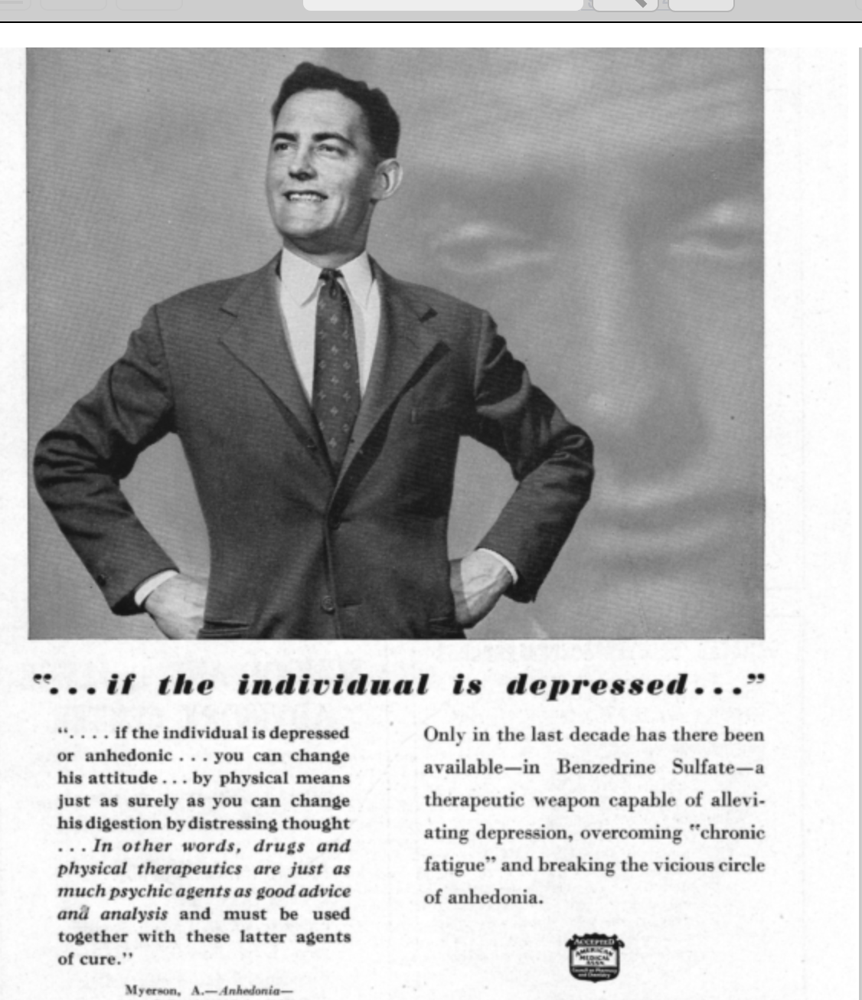 "...if the individual is depressed..."
".... if the individual is depressed
or anhedonic ... you can change
his attitude ... by physical means
just as surely as you can change
his digestion by distressing thought
... In other words, drugs and
physical therapeutics are just as
much psychic agents as good advice
and analysis and must be used
together with these latter agents
of cure."
Myerson, A.—Anhedonia—
Only in the last decade has there been
available—in Benzedrine Sulfate—a
therapeutic weapon capable of allevi-
ating depression, overcoming "chronic
fatigue" and breaking the vicious circle
of anhedonia.
ACCEPTED
AMERICAN
MEDICAL
ASSN.
Council on Pharmacy
and Chemistry